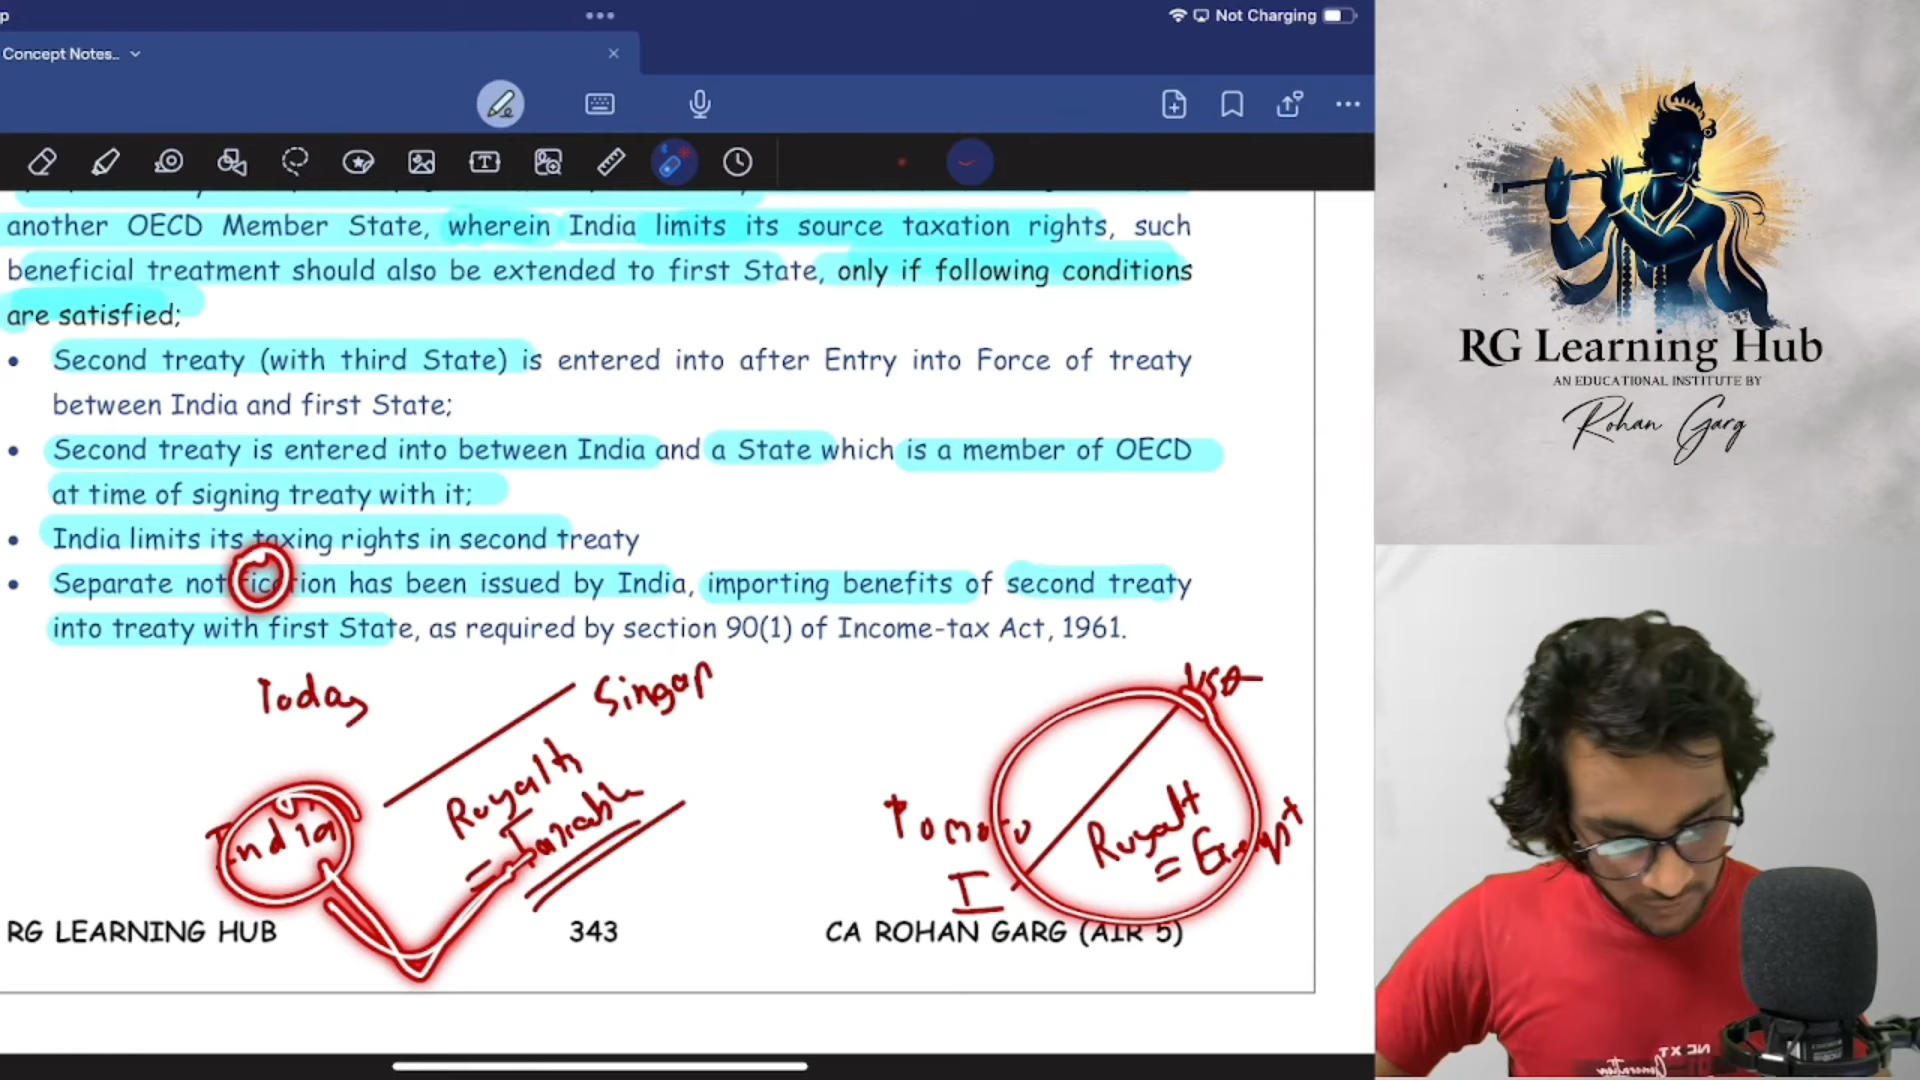 p
Not Charging
Concept Notes..
another OECD Member State, wherein India limits its source taxation rights, such
beneficial treatment should also be extended to first State, only if following conditions
are satisfied;
• Second treaty (with third State) is entered into after Entry into Force of treaty
between India and first State;
• Second treaty is entered into between India and a State which is a member of OECD
at time of signing treaty with it;
• India limits its taxing rights in second treaty
• Separate notification has been issued by India, importing benefits of second treaty
into treaty with first State, as required by section 90(1) of Income-tax Act, 1961.
Today
Singap
USA
India
Royalty
= Taxable
I
Royalt
= Exempt
RG LEARNING HUB
343
CA ROHAN GARG (AIR 5)
RG Learning Hub
AN EDUCATIONAL INSTITUTE BY
Rohan Garg